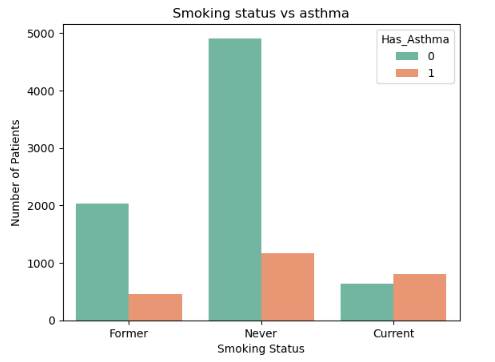 Smoking status vs asthma
Has_Asthma
0
1
Number of Patients
5000
4000
3000
2000
1000
0
Former Never Current
Smoking Status